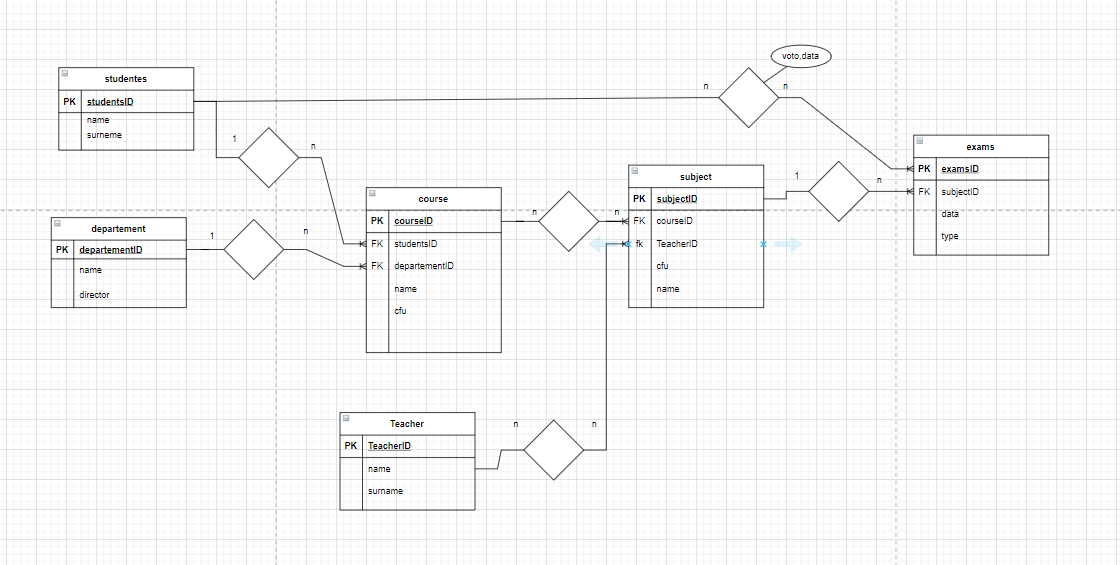 voto,data
n
n
studentes
PK studentsID
name
surneme
1
n
exams
PK examsID
FK subjectID
data
type
subject
PK subjectID
FK courseID
fk TeacherID
cfu
name
1
n
course
PK courseID
FK studentsID
FK departementID
name
cfu
n
n
departement
PK departementID
name
director
1
n
Teacher
PK TeacherID
name
surname
n
n